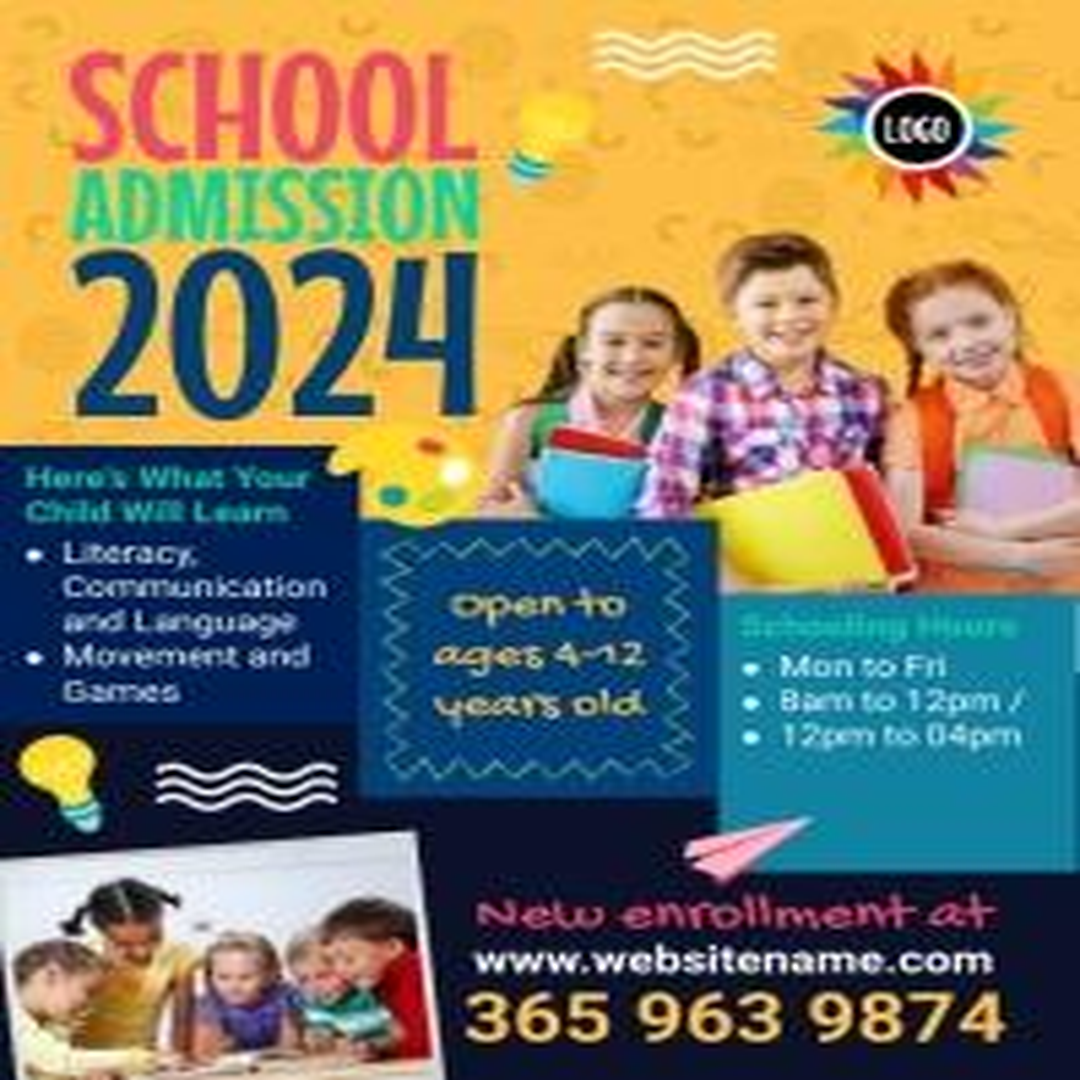 SCHOOL
ADMISSION
2024
LOGO
Here's What Your
Child Will Learn
• Literacy,
Communication
and Language
• Movement and
Games
Open to
ages 4-12
years old
Schooling Hours
• Mon to Fri
• 8am to 12pm /
• 12pm to 04pm
New enrollment at
www.websitename.com
365 963 9874